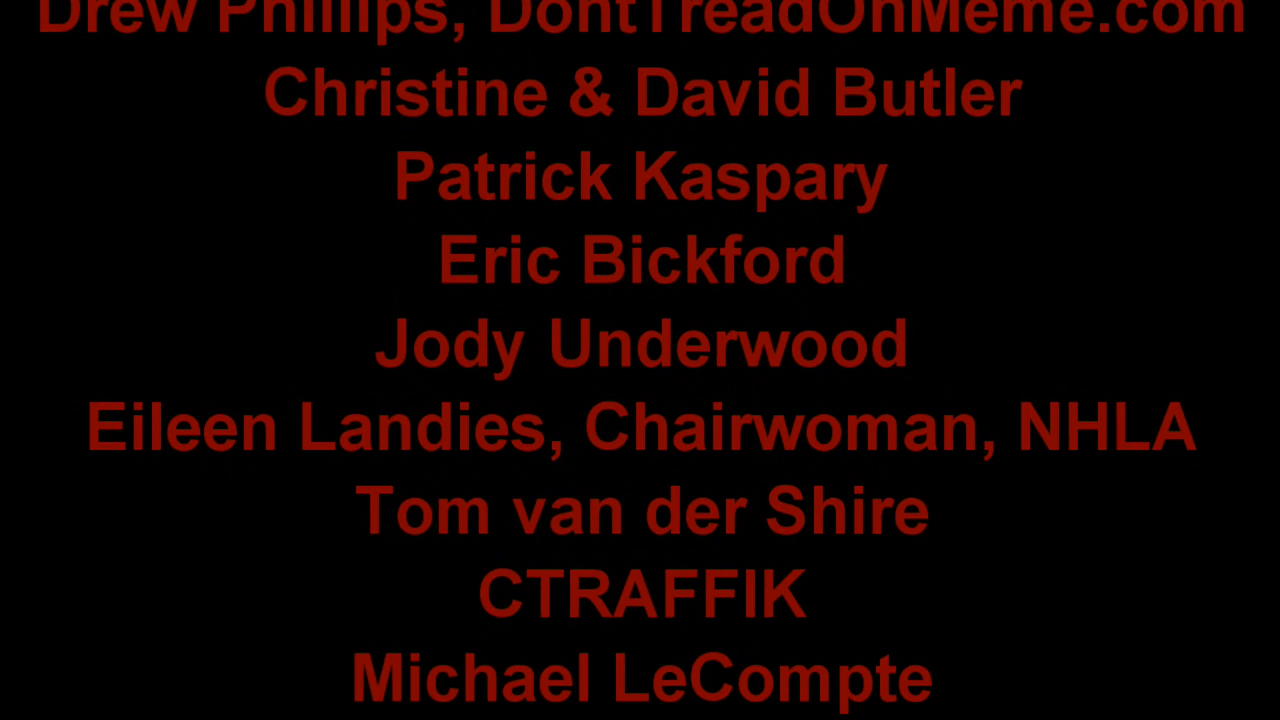 Drew Phillips, DontTreadOnMeme.com
Christine & David Butler
Patrick Kaspary
Eric Bickford
Jody Underwood
Eileen Landies, Chairwoman, NHLA
Tom van der Shire
CTRAFFIK
Michael LeCompte